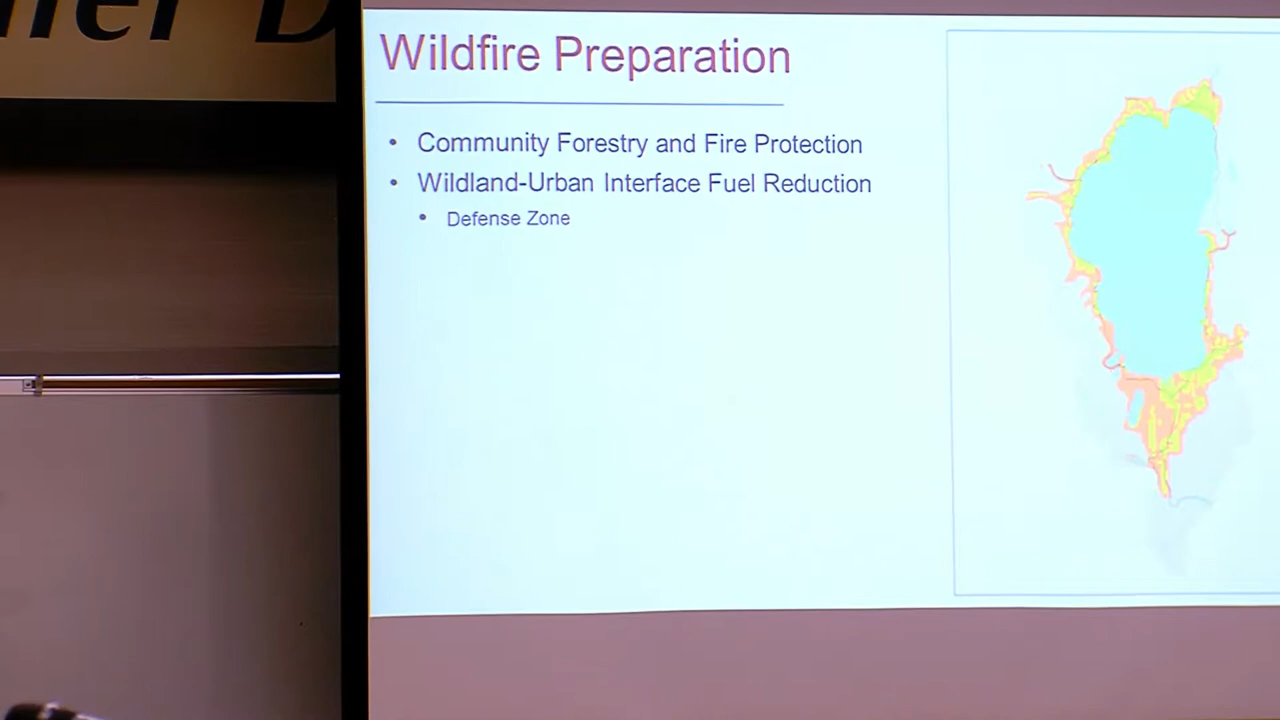 Wildfire Preparation
• Community Forestry and Fire Protection
• Wildland-Urban Interface Fuel Reduction
• Defense Zone